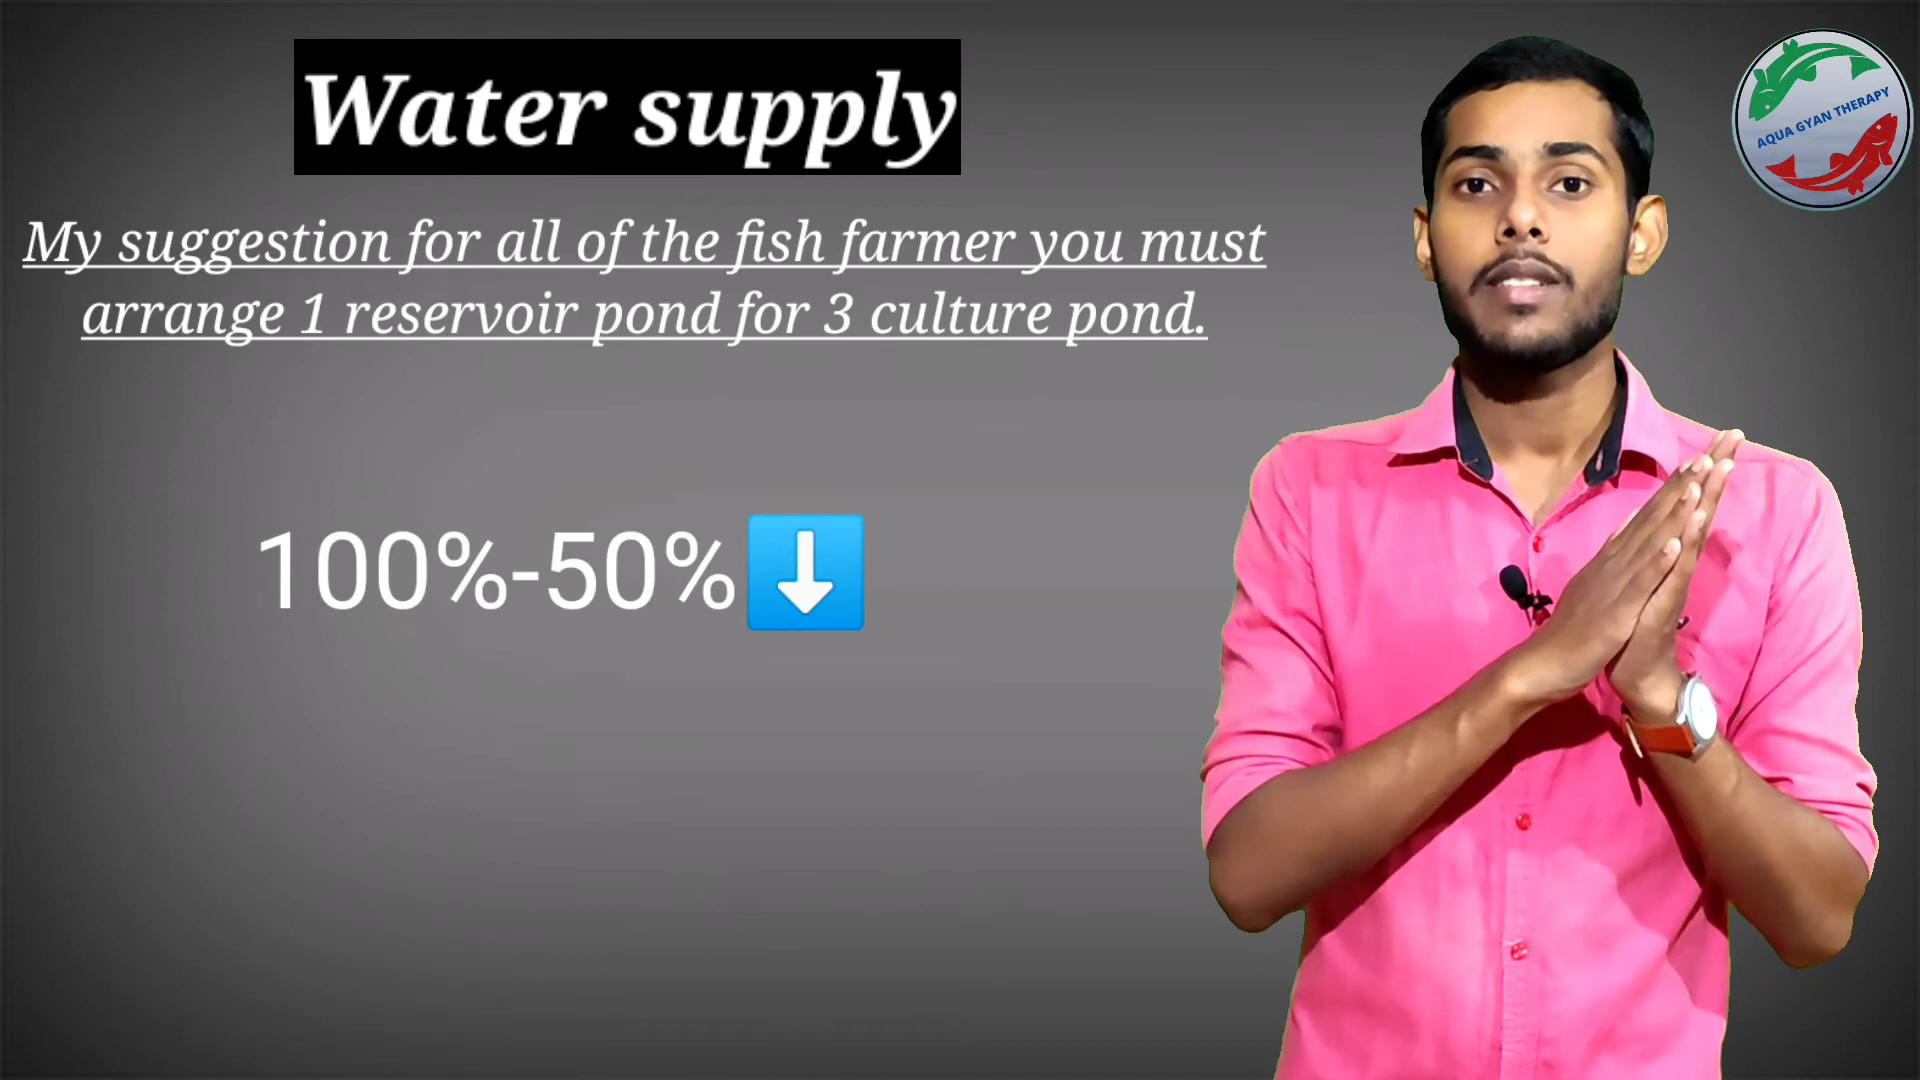 Water supply
My suggestion for all of the fish farmer you must
arrange 1 reservoir pond for 3 culture pond.
100%-50%⬇️
AQUA GYAN THERAPY